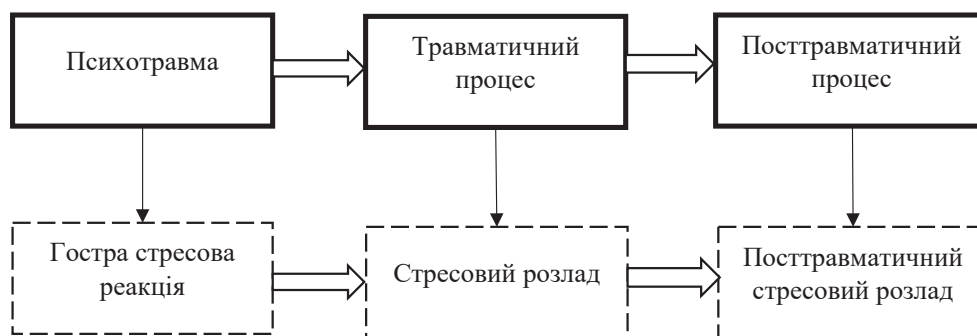 Психотравма
Травматичний
процес
Посттравматичний
процес
Гостра стресова
реакція
Стресовий розлад
Посттравматичний
стресовий розлад